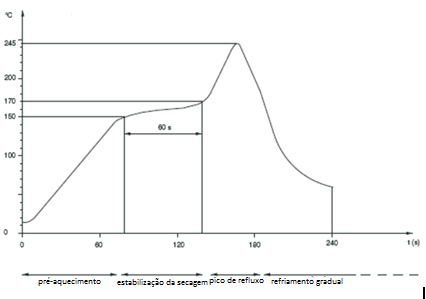 °C
245
200
170
150
100
0
60 s
0
60
120
180
240
t (s)
pré-aquecimento
estabilização da secagem
pico de refluxo
refriamento gradual